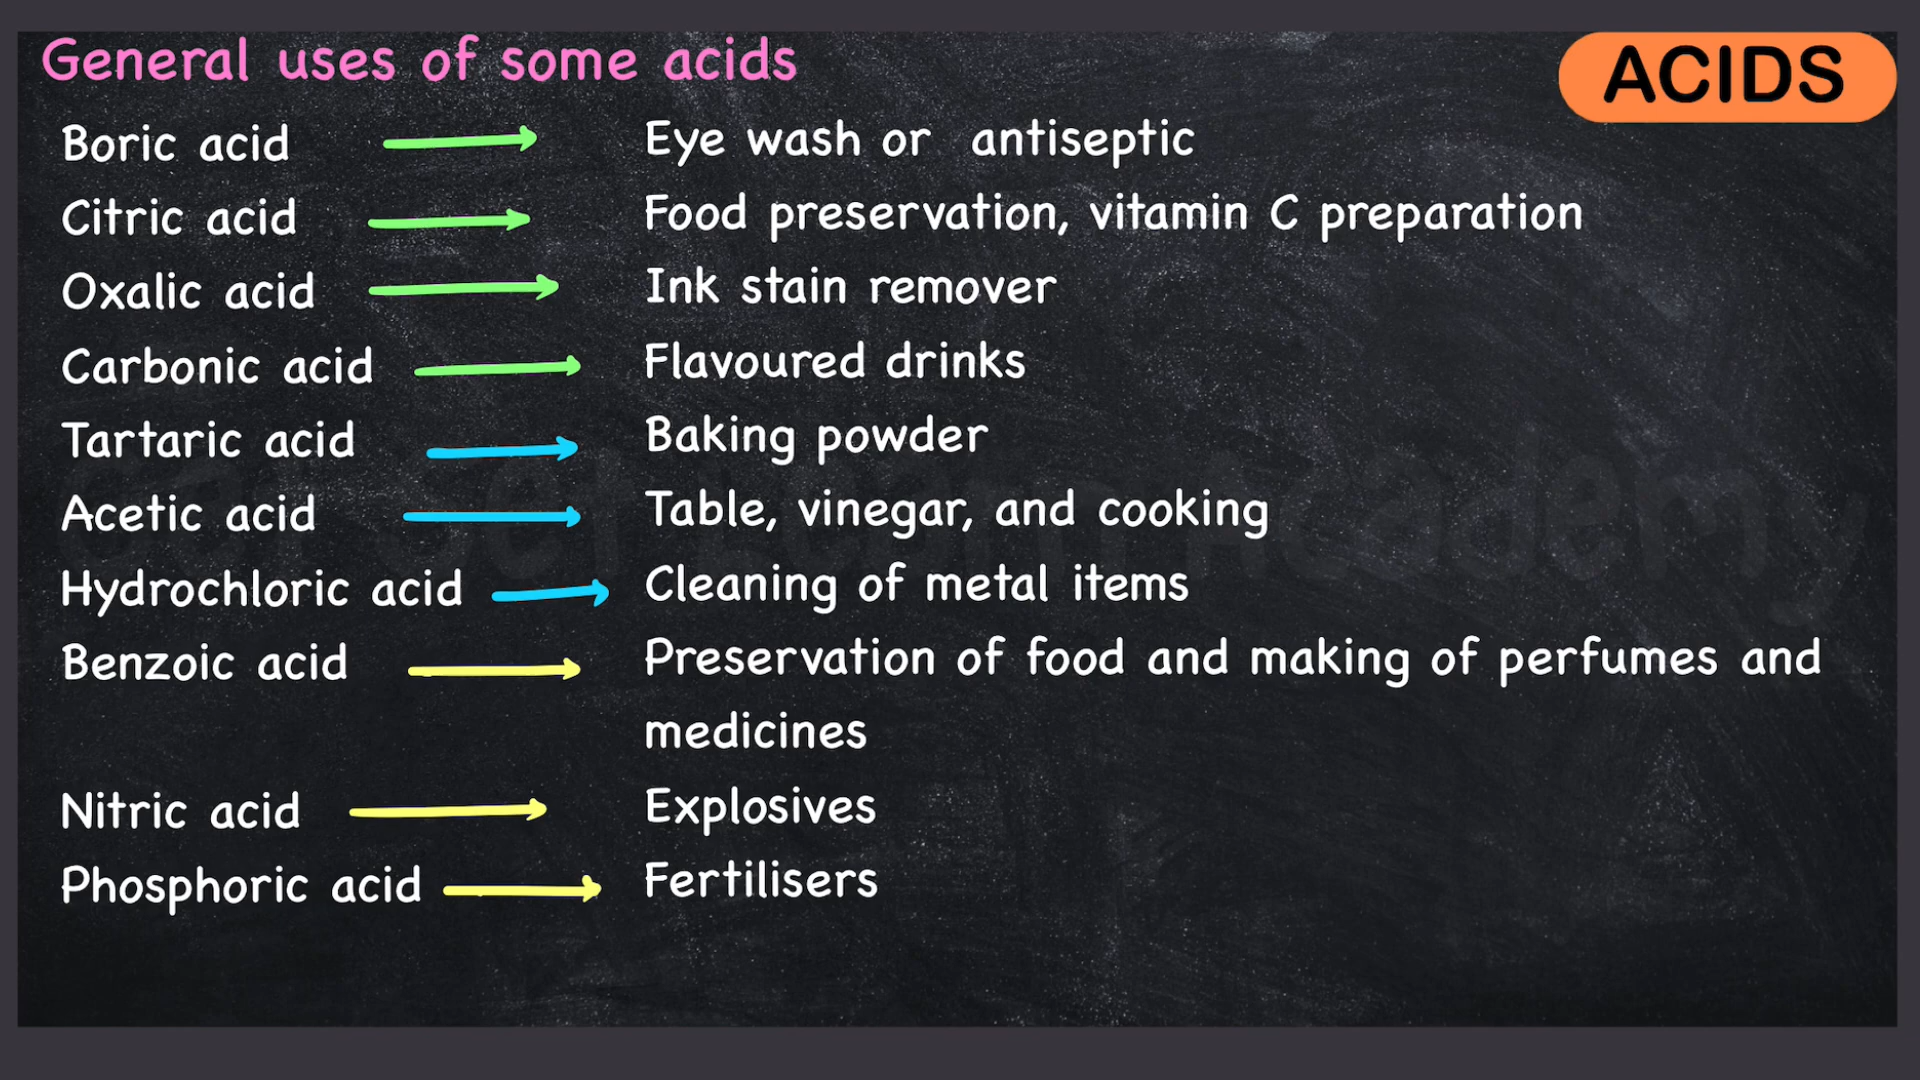 General uses of some acids
ACIDS
Boric acid Eye wash or antiseptic
Citric acid Food preservation, vitamin C preparation
Oxalic acid Ink stain remover
Carbonic acid Flavoured drinks
Tartaric acid Baking powder
Acetic acid Table, vinegar, and cooking
Hydrochloric acid Cleaning of metal items
Benzoic acid Preservation of food and making of perfumes and
medicines
Nitric acid Explosives
Phosphoric acid Fertilisers
Set Learn Academy